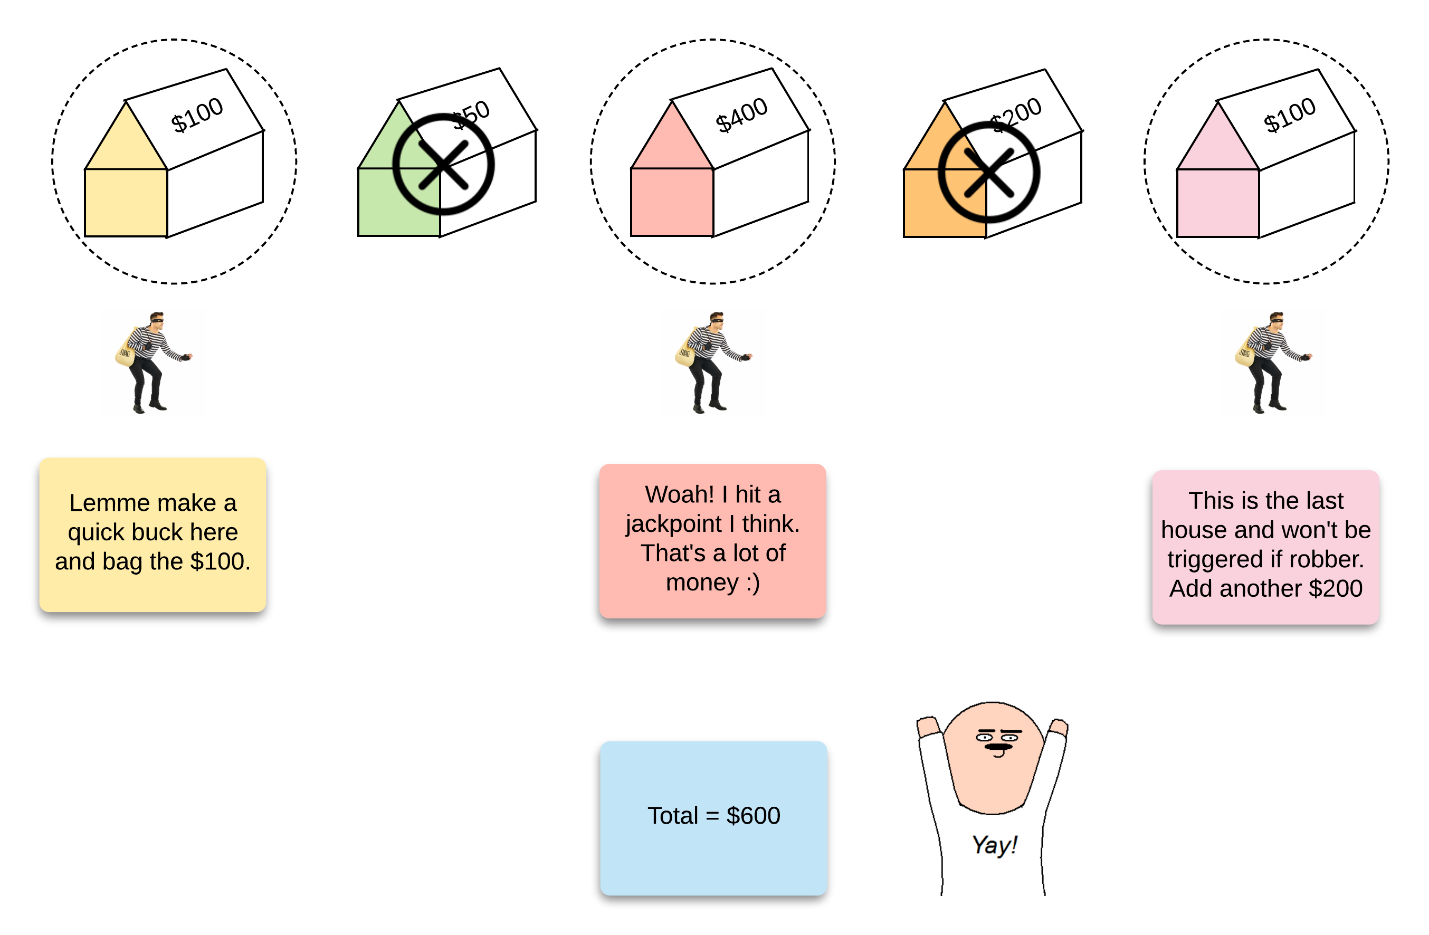 $100
$50
$400
$200
$100
Lemme make a
quick buck here
and bag the $100.
Woah! I hit a
jackpoint I think.
That's a lot of
money :)
This is the last
house and won't be
triggered if robber.
Add another $200
Total = $600
Yay!